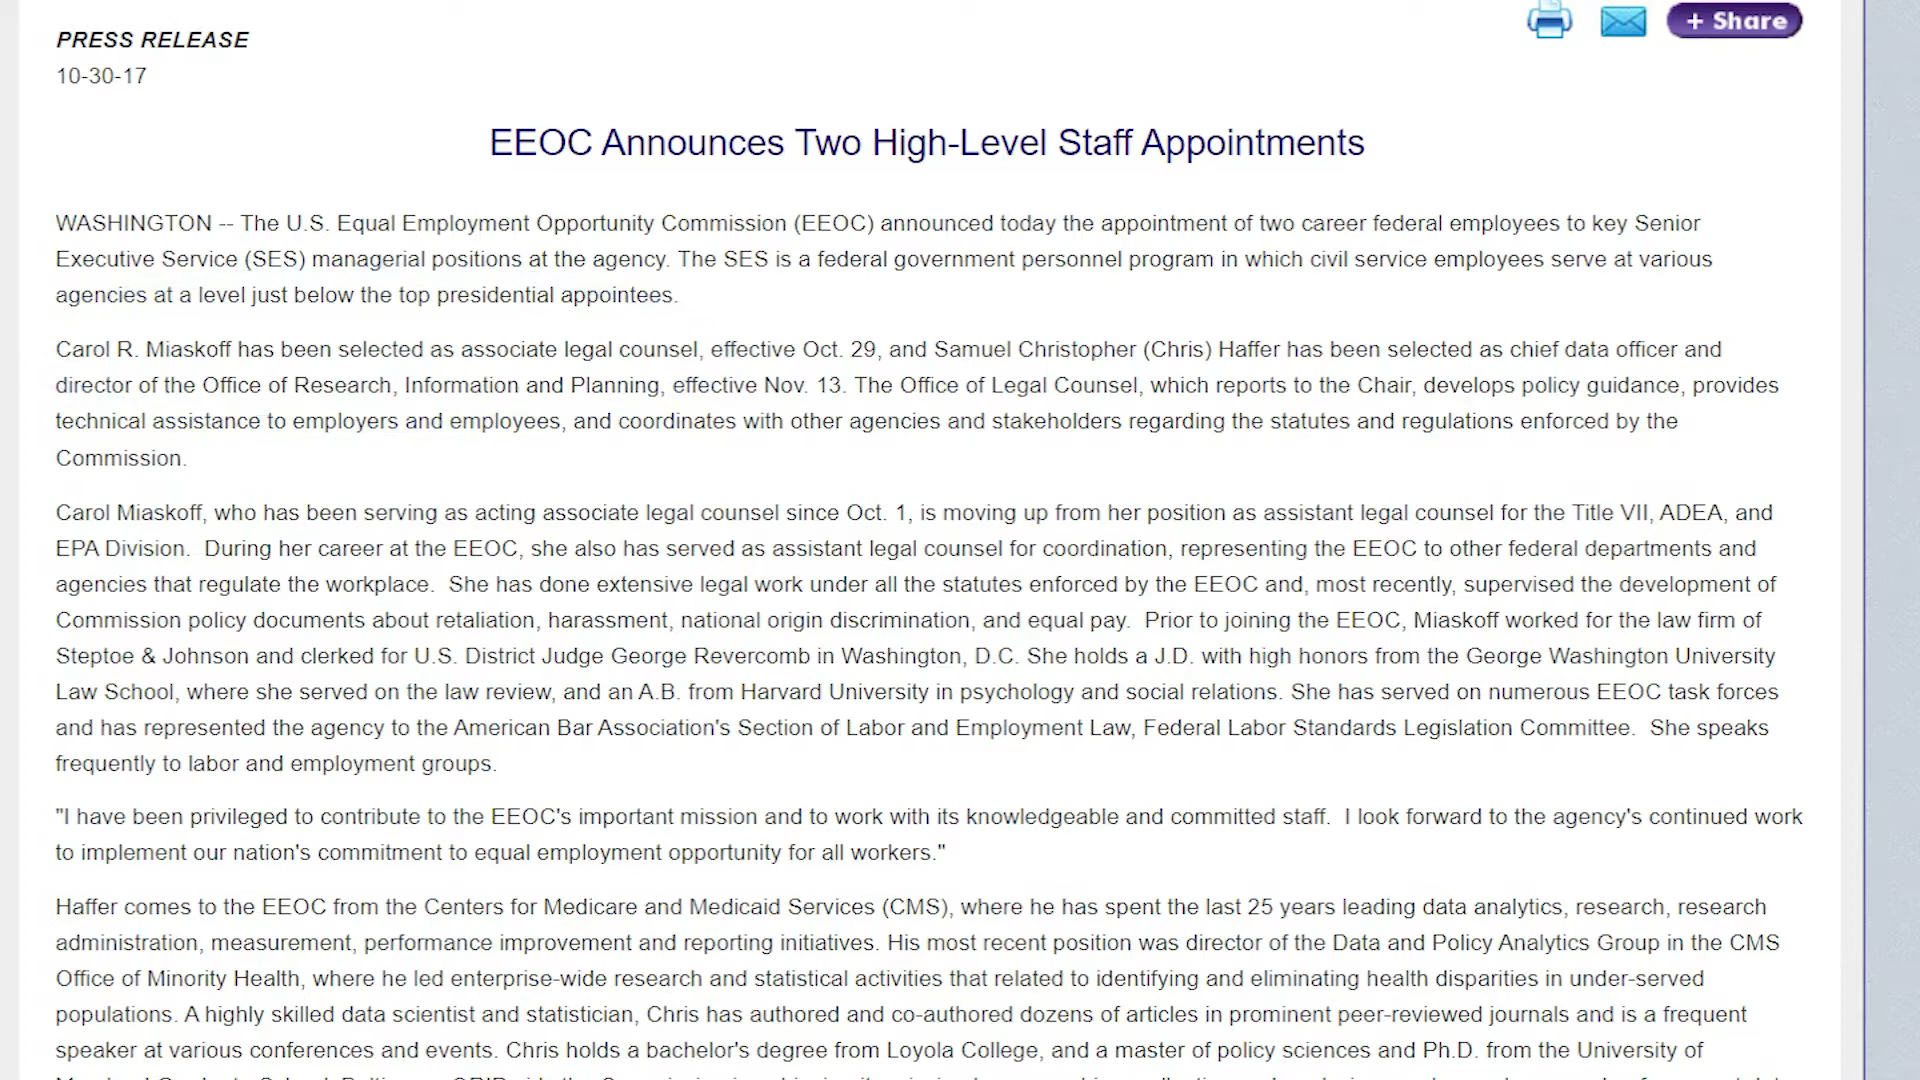 PRESS RELEASE
+ Share
10-30-17
EEOC Announces Two High-Level Staff Appointments
WASHINGTON -- The U.S. Equal Employment Opportunity Commission (EEOC) announced today the appointment of two career federal employees to key Senior
Executive Service (SES) managerial positions at the agency. The SES is a federal government personnel program in which civil service employees serve at various
agencies at a level just below the top presidential appointees.
Carol R. Miaskoff has been selected as associate legal counsel, effective Oct. 29, and Samuel Christopher (Chris) Haffer has been selected as chief data officer and
director of the Office of Research, Information and Planning, effective Nov. 13. The Office of Legal Counsel, which reports to the Chair, develops policy guidance, provides
technical assistance to employers and employees, and coordinates with other agencies and stakeholders regarding the statutes and regulations enforced by the
Commission.
Carol Miaskoff, who has been serving as acting associate legal counsel since Oct. 1, is moving up from her position as assistant legal counsel for the Title VII, ADEA, and
EPA Division.  During her career at the EEOC, she also has served as assistant legal counsel for coordination, representing the EEOC to other federal departments and
agencies that regulate the workplace.  She has done extensive legal work under all the statutes enforced by the EEOC and, most recently, supervised the development of
Commission policy documents about retaliation, harassment, national origin discrimination, and equal pay.  Prior to joining the EEOC, Miaskoff worked for the law firm of
Steptoe & Johnson and clerked for U.S. District Judge George Revercomb in Washington, D.C. She holds a J.D. with high honors from the George Washington University
Law School, where she served on the law review, and an A.B. from Harvard University in psychology and social relations. She has served on numerous EEOC task forces
and has represented the agency to the American Bar Association's Section of Labor and Employment Law, Federal Labor Standards Legislation Committee.  She speaks
frequently to labor and employment groups.
"I have been privileged to contribute to the EEOC's important mission and to work with its knowledgeable and committed staff.  I look forward to the agency's continued work
to implement our nation's commitment to equal employment opportunity for all workers."
Haffer comes to the EEOC from the Centers for Medicare and Medicaid Services (CMS), where he has spent the last 25 years leading data analytics, research, research
administration, measurement, performance improvement and reporting initiatives. His most recent position was director of the Data and Policy Analytics Group in the CMS
Office of Minority Health, where he led enterprise-wide research and statistical activities that related to identifying and eliminating health disparities in under-served
populations. A highly skilled data scientist and statistician, Chris has authored and co-authored dozens of articles in prominent peer-reviewed journals and is a frequent
speaker at various conferences and events. Chris holds a bachelor's degree from Loyola College, and a master of policy sciences and Ph.D. from the University of